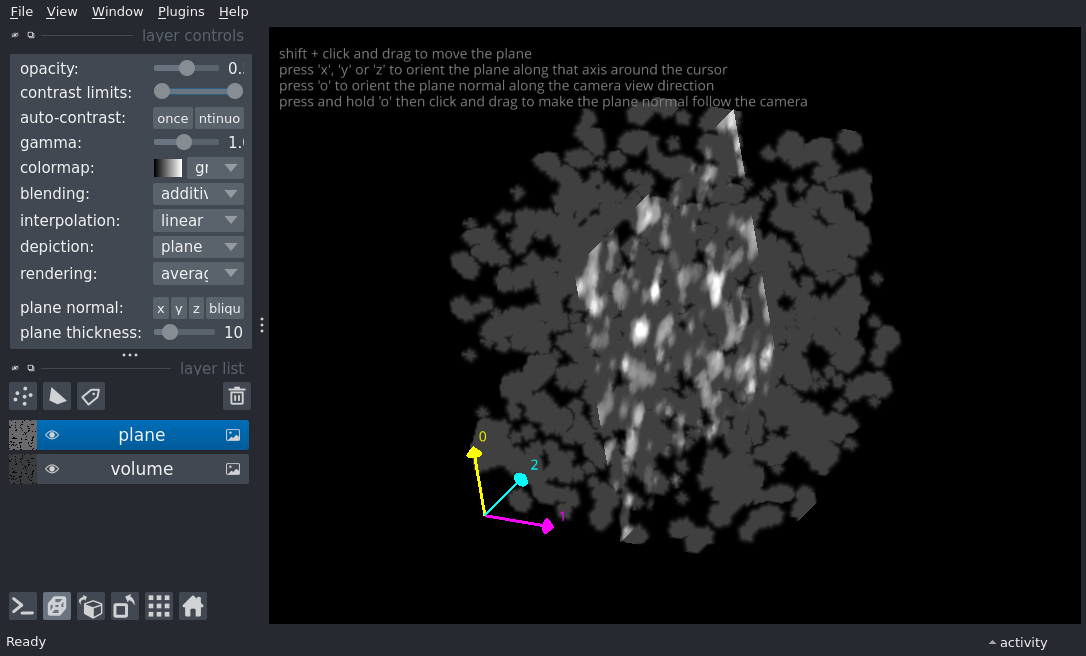 File View Window Plugins Help
layer controls
opacity: 0.
contrast limits:
auto-contrast: once ntinuo
gamma: 1.
colormap: gr
blending: additiv
interpolation: linear
depiction: plane
rendering: averag
plane normal: x y z bliqu
plane thickness: 10
layer list
plane
volume
Ready
shift + click and drag to move the plane
press 'x', 'y' or 'z' to orient the plane along that axis around the cursor
press 'o' to orient the plane normal along the camera view direction
press and hold 'o' then click and drag to make the plane normal follow the camera
0
2
1
activity